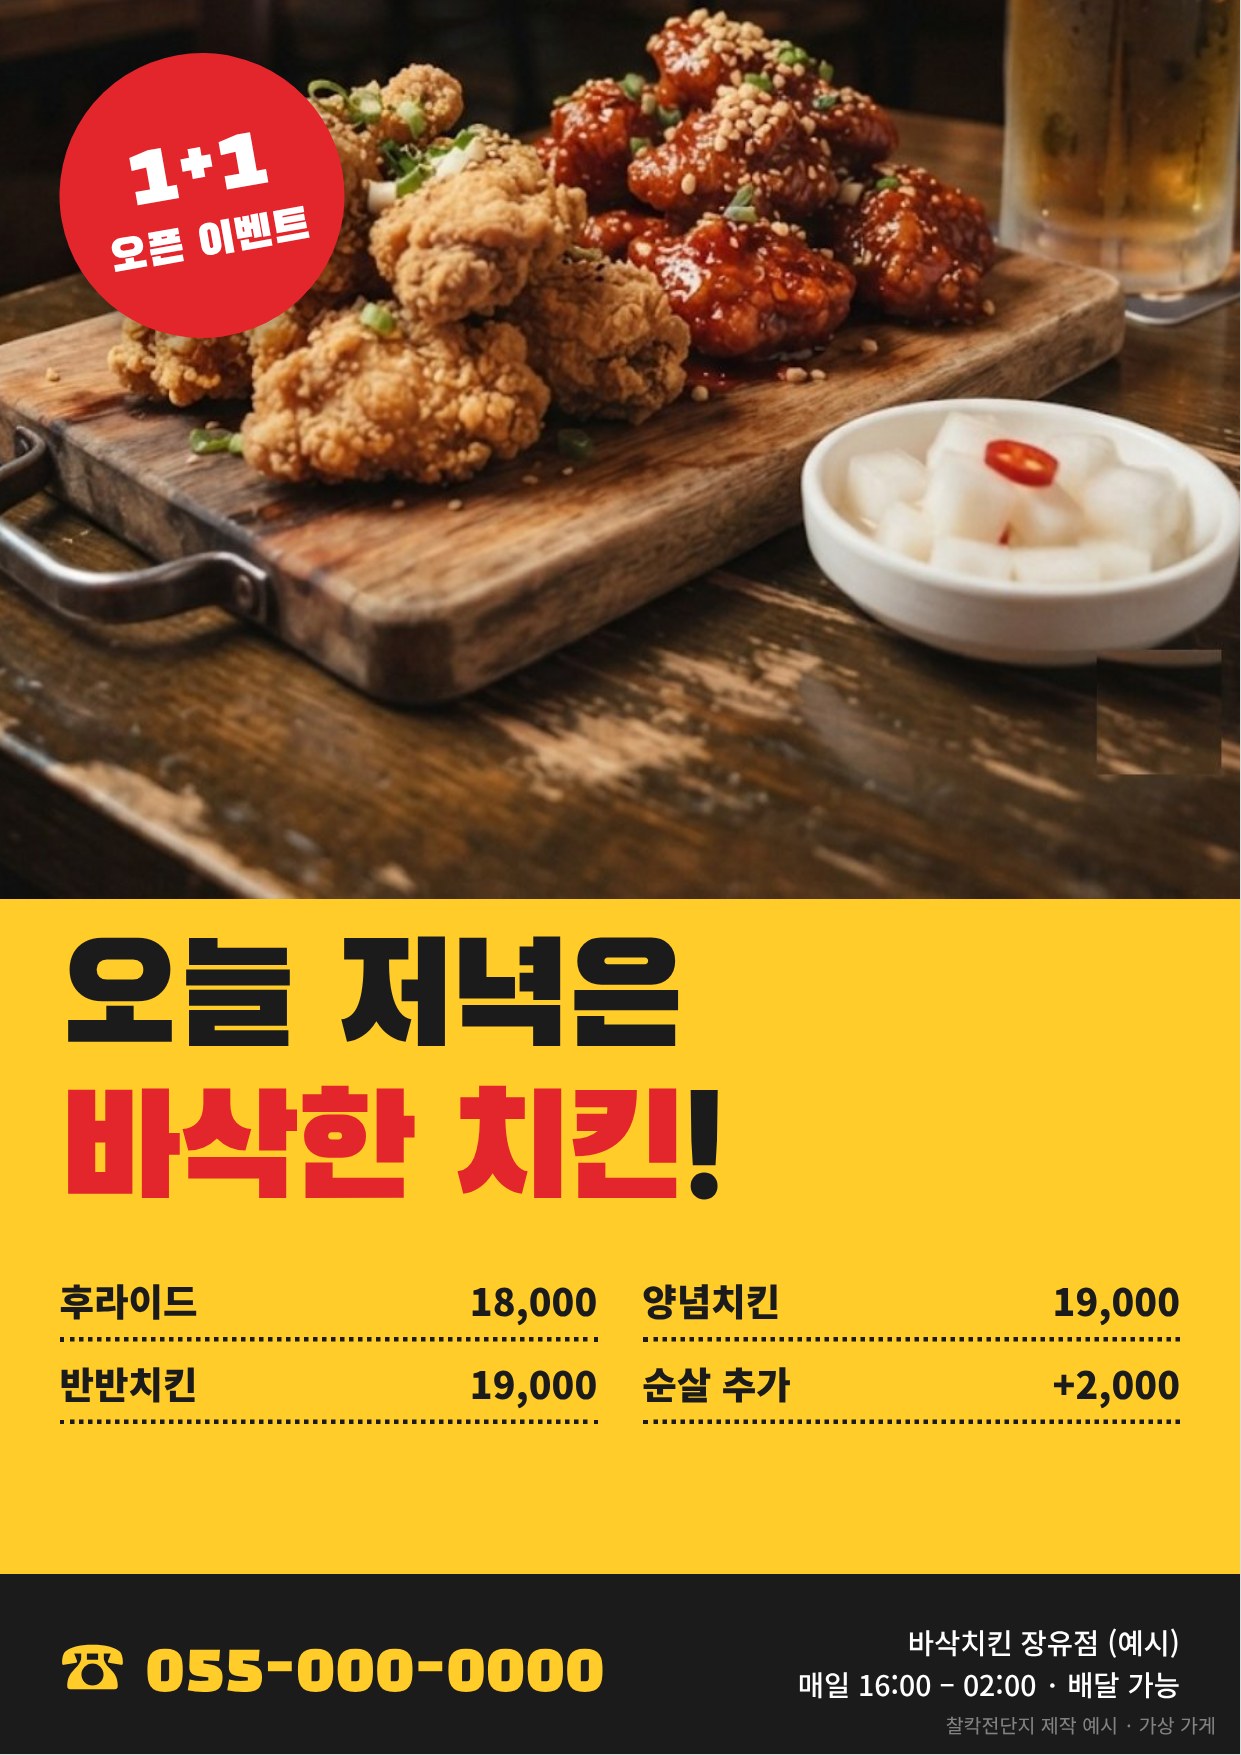 1+1
오픈 이벤트
오늘 저녁은
바삭한 치킨!
후라이드 18,000
양념치킨 19,000
반반치킨 19,000
순살 추가 +2,000
☎ 055-000-0000
바삭치킨 장유점 (예시)
매일 16:00 – 02:00 · 배달 가능
찰칵전단지 제작 예시 · 가상 가게